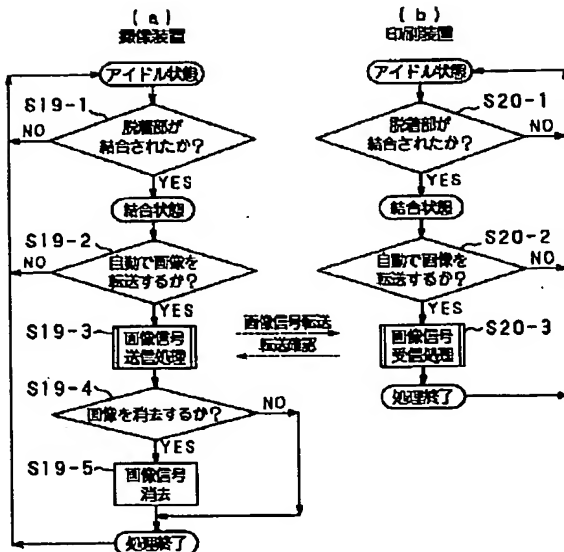 (a)
撮像装置
アイドル状態
S19-1
脱着部が
結合されたか?
NO
YES
結合状態
S19-2
自動で画像を
転送するか?
NO
YES
S19-3
画像信号
送信処理
S19-4
画像を消去するか?
NO
YES
S19-5
画像信号
消去
処理終了
画像信号転送
転送確認
(b)
印刷装置
アイドル状態
S20-1
脱着部が
結合されたか?
NO
YES
結合状態
S20-2
自動で画像を
転送するか?
NO
YES
S20-3
画像信号
受信処理
処理終了